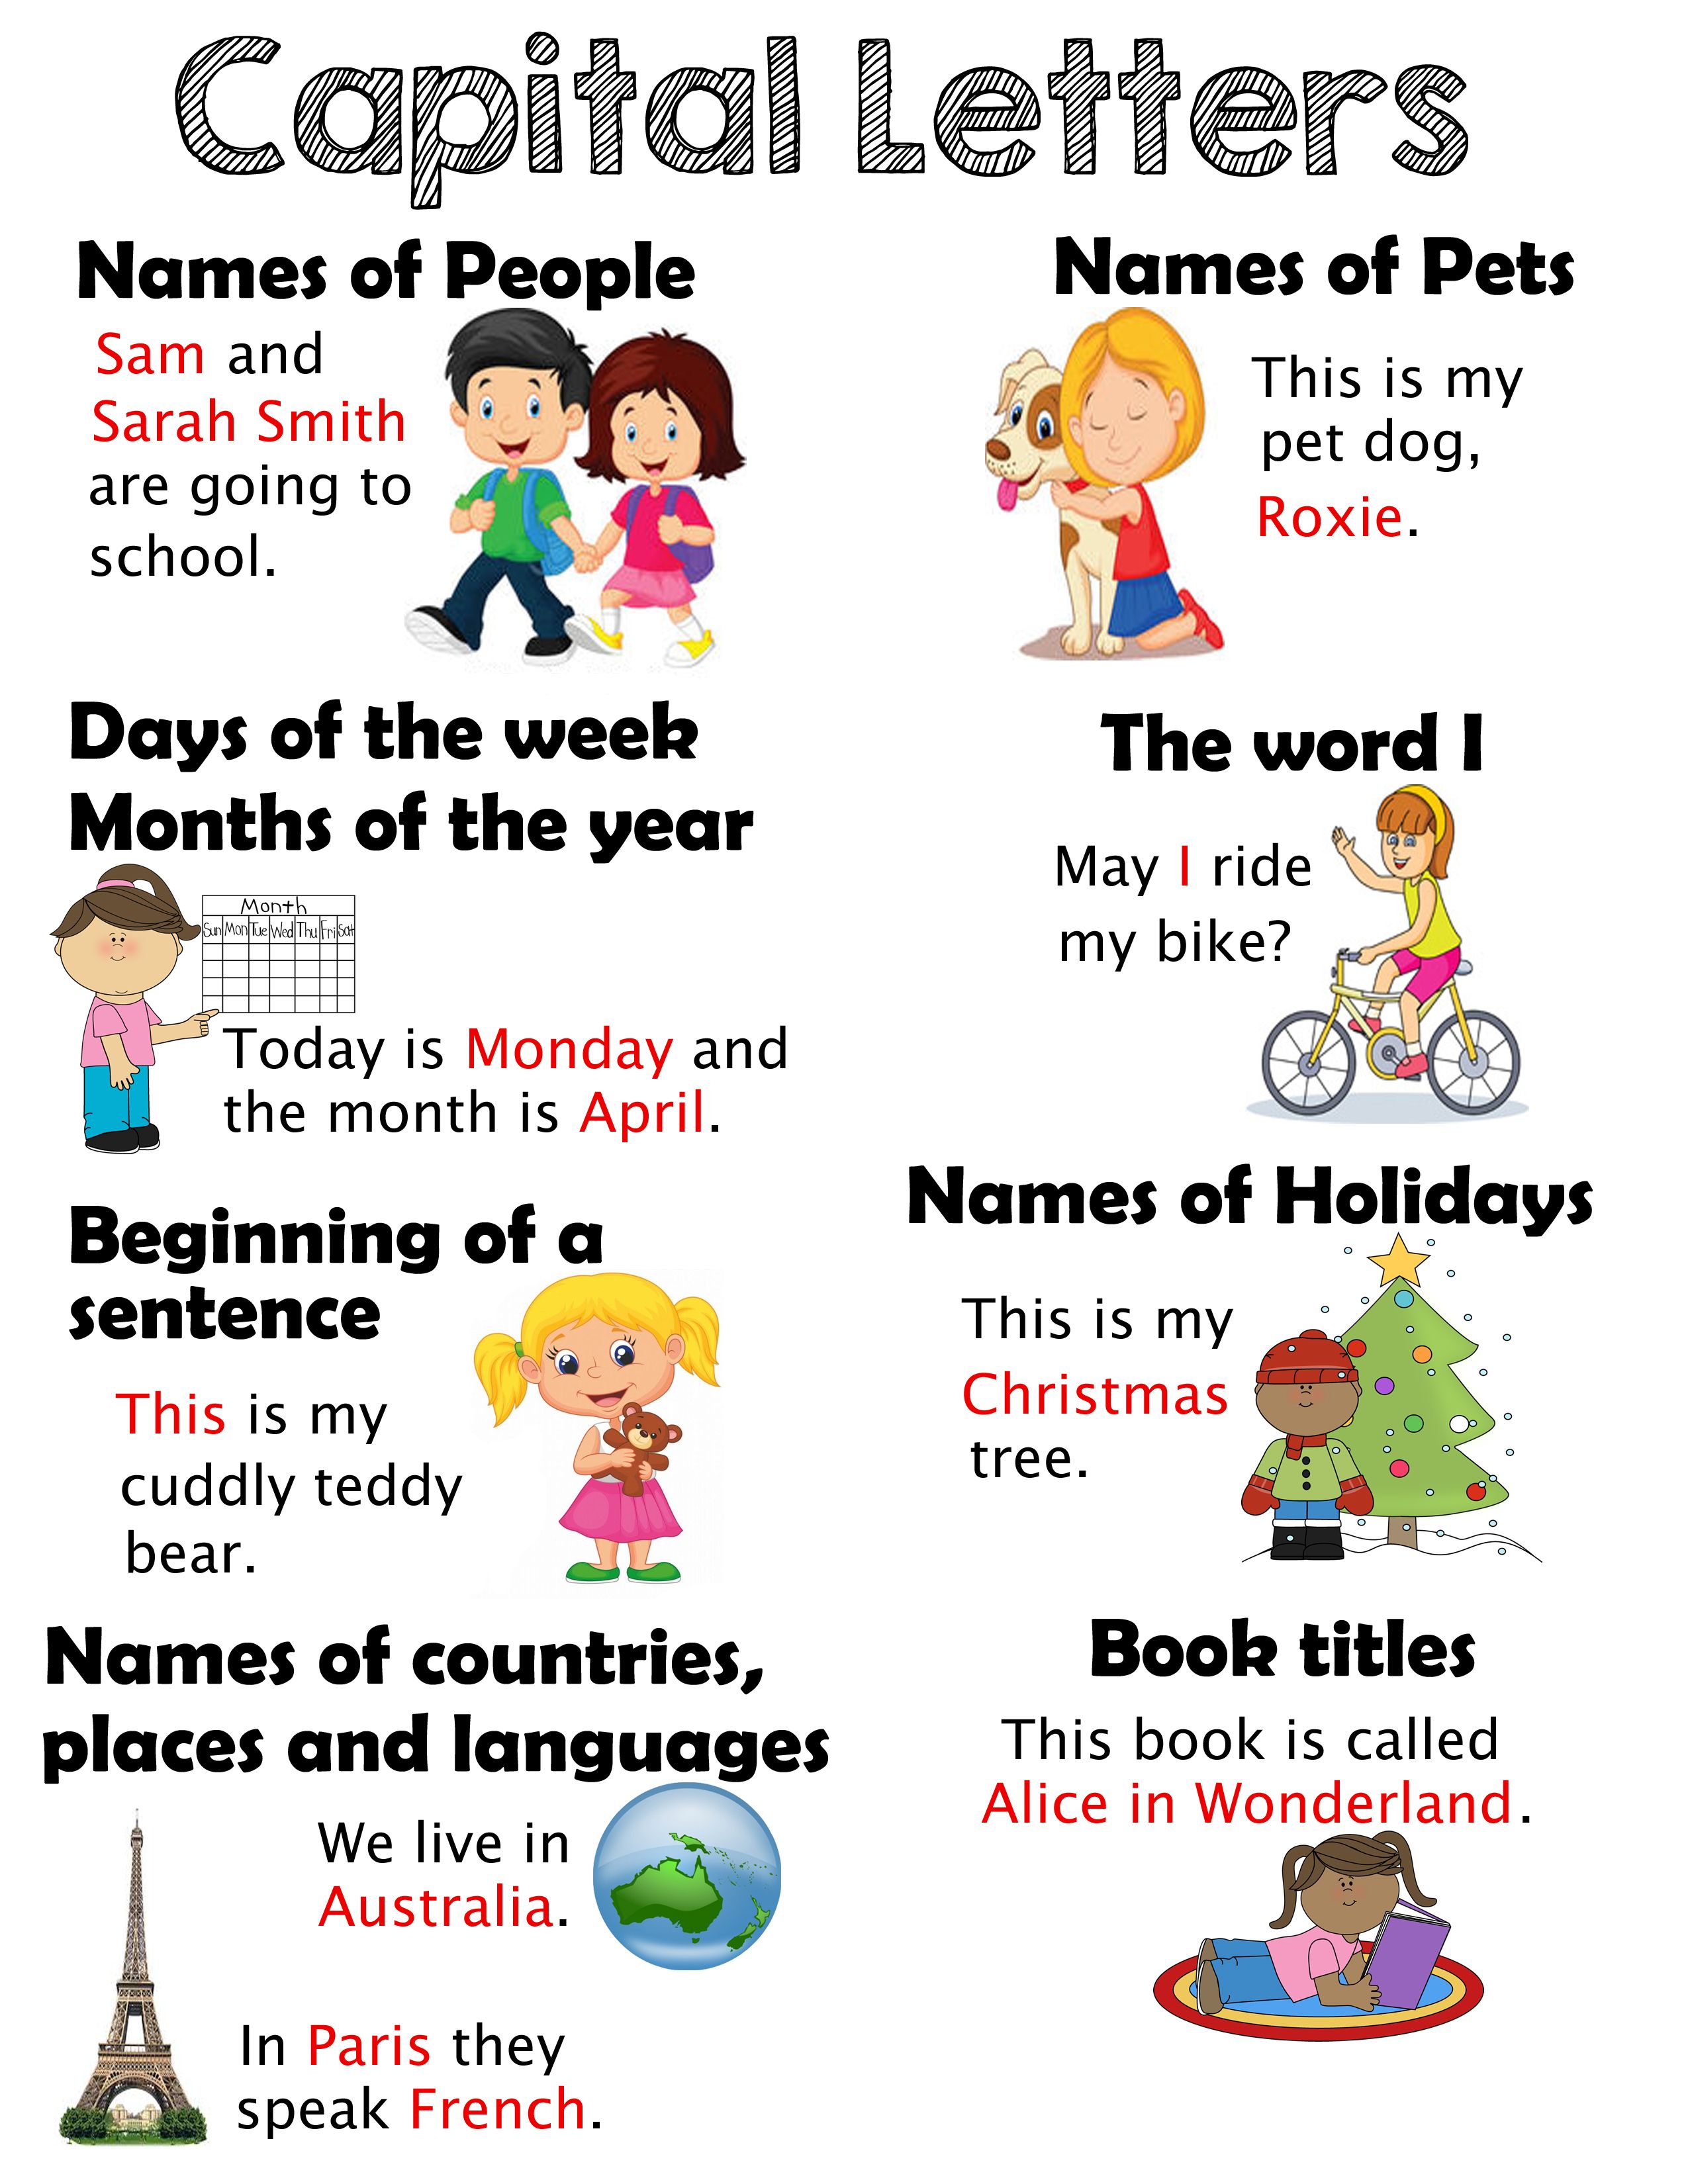 Capital Letters
Names of People
Sam and
Sarah Smith
are going to
school.
Names of Pets
This is my
pet dog,
Roxie.
Days of the week
Months of the year
Month
Sun Mon Tue Wed Thu Fri Sat
Today is Monday and
the month is April.
The word I
May I ride
my bike?
Beginning of a
sentence
This is my
cuddly teddy
bear.
Names of Holidays
This is my
Christmas
tree.
Names of countries,
places and languages
We live in
Australia.
In Paris they
speak French.
Book titles
This book is called
Alice in Wonderland.